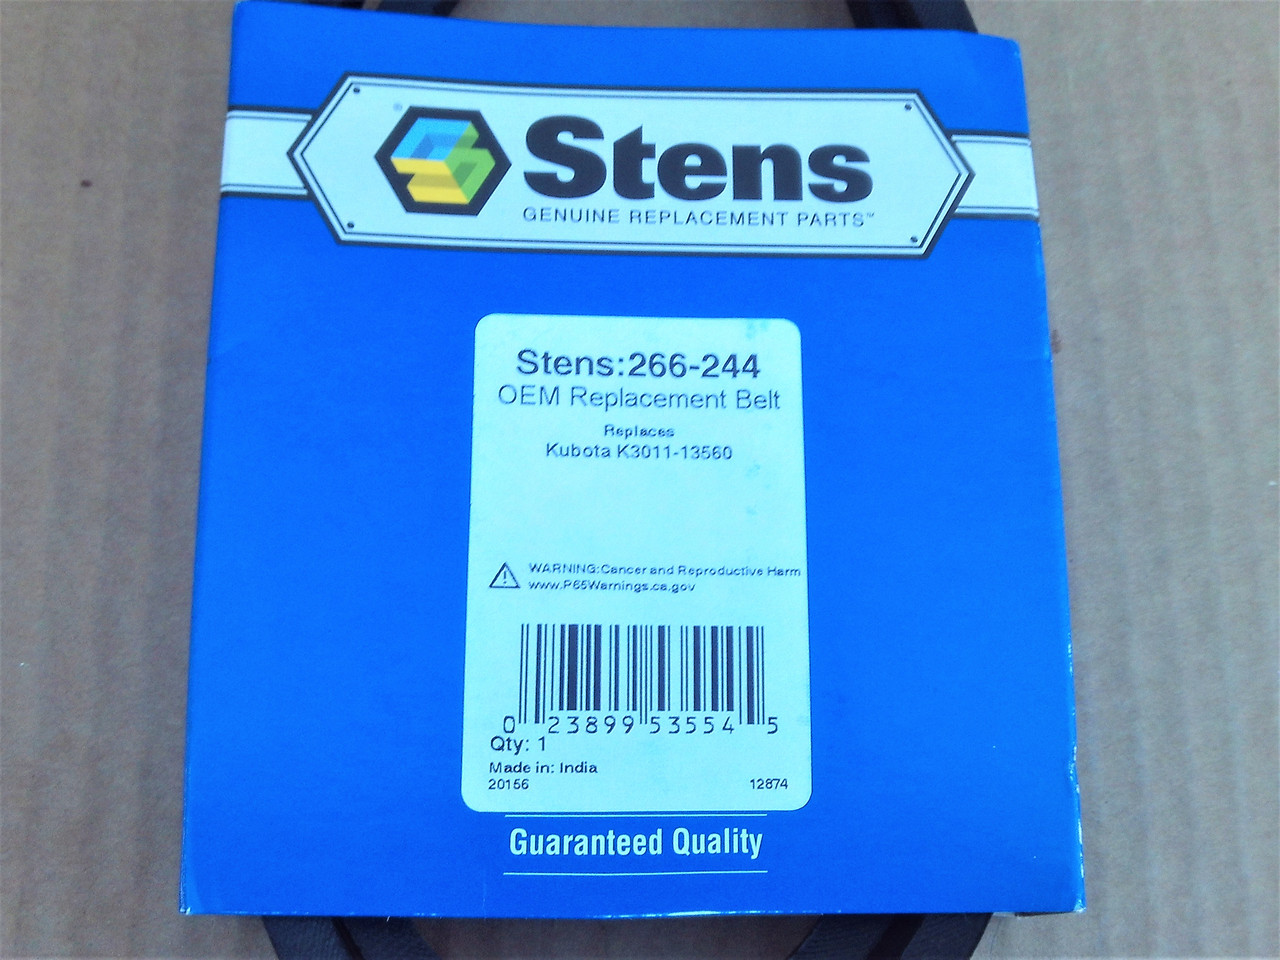 ®
Stens
GENUINE REPLACEMENT PARTS™
Stens:266-244
OEM Replacement Belt
Replaces
Kubota K3011-13560
WARNING:Cancer and Reproductive Harm
www.P65Warnings.ca.gov
0 23899 53554 5
Qty: 1
Made in: India
20156 12874
Guaranteed Quality